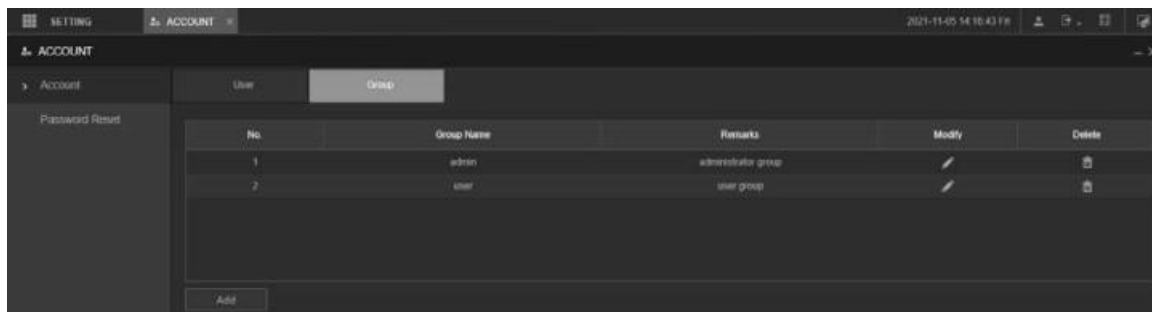 SETTING ACCOUNT 2021-11-05 14:16:43 Fri
ACCOUNT
Account User Group
Password Reset
No. Group Name Remarks Modify Delete
1 admin administrator group
2 user user group
Add